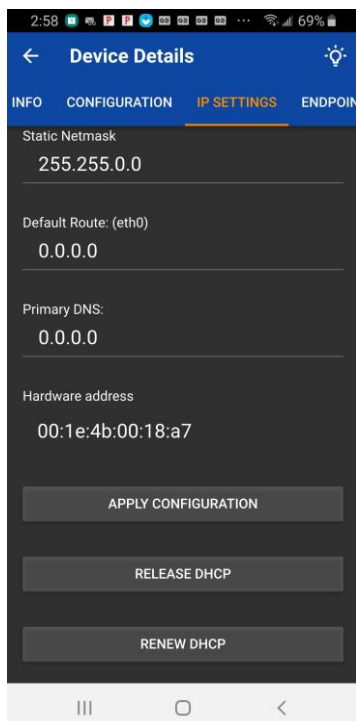 2:58 69%
Device Details
INFO CONFIGURATION IP SETTINGS ENDPOIN
Static Netmask
255.255.0.0
Default Route: (eth0)
0.0.0.0
Primary DNS:
0.0.0.0
Hardware address
00:1e:4b:00:18:a7
APPLY CONFIGURATION
RELEASE DHCP
RENEW DHCP